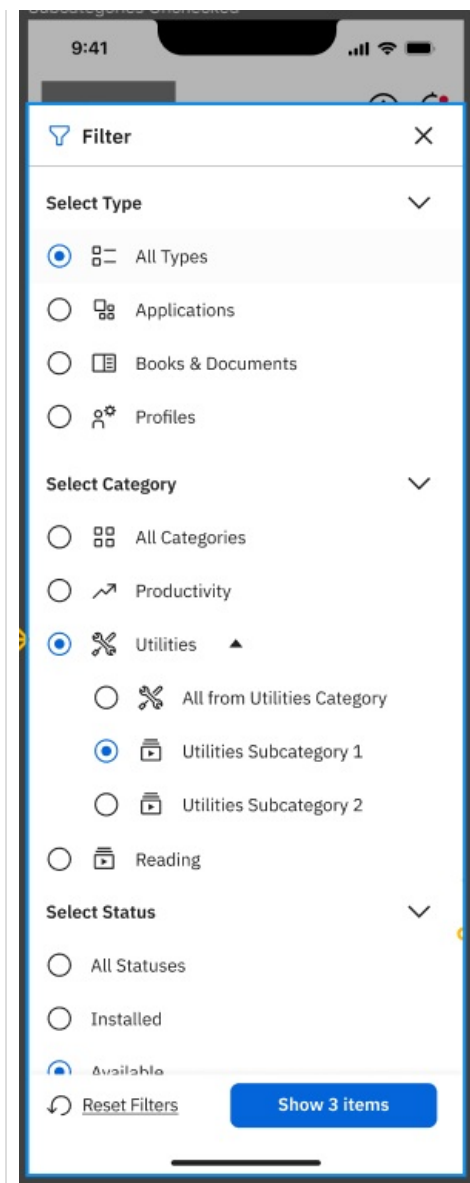 Subcategories Unchecked
9:41
Filter
Select Type
All Types
Applications
Books & Documents
Profiles
Select Category
All Categories
Productivity
Utilities
All from Utilities Category
Utilities Subcategory 1
Utilities Subcategory 2
Reading
Select Status
All Statuses
Installed
Available
Reset Filters
Show 3 items